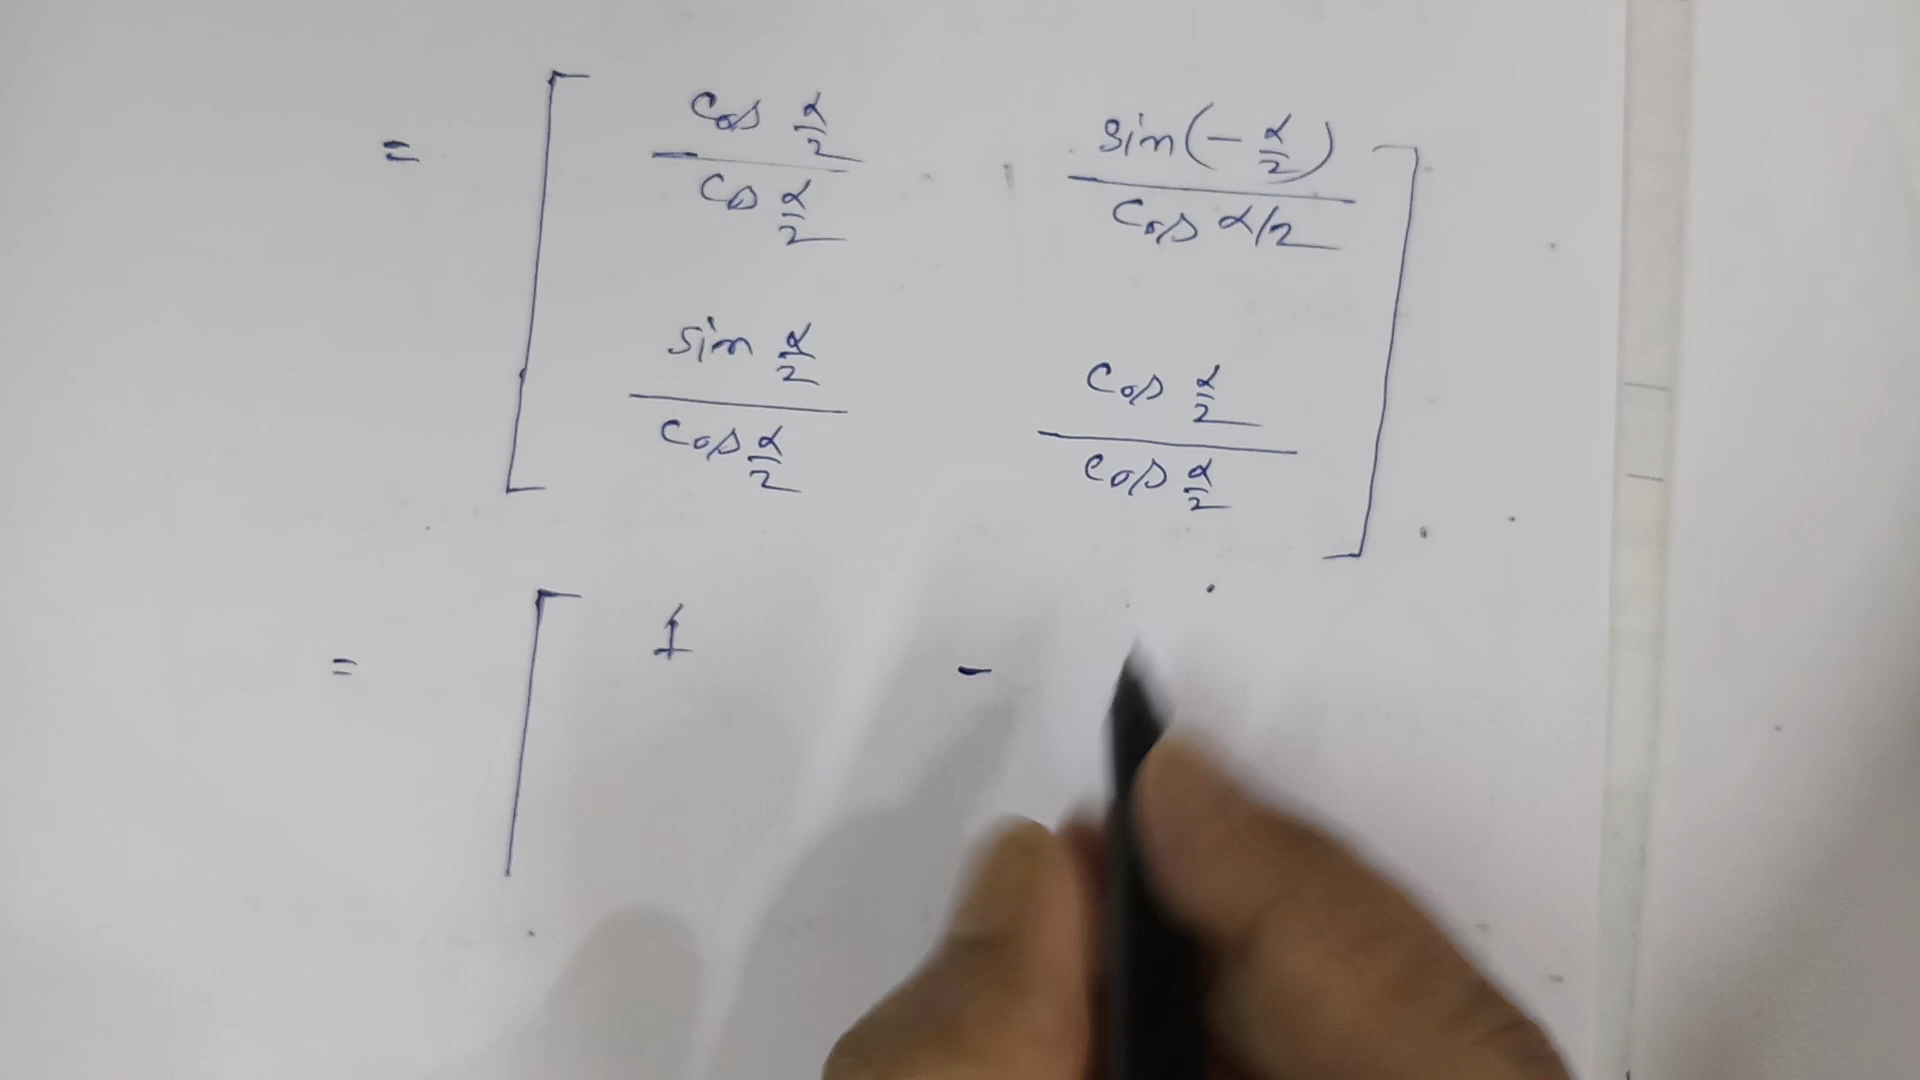 = [ cos α/2 / cos α/2    sin(-α/2) / cos α/2
sin α/2 / cos α/2    cos α/2 / cos α/2 ]
= [ 1    -